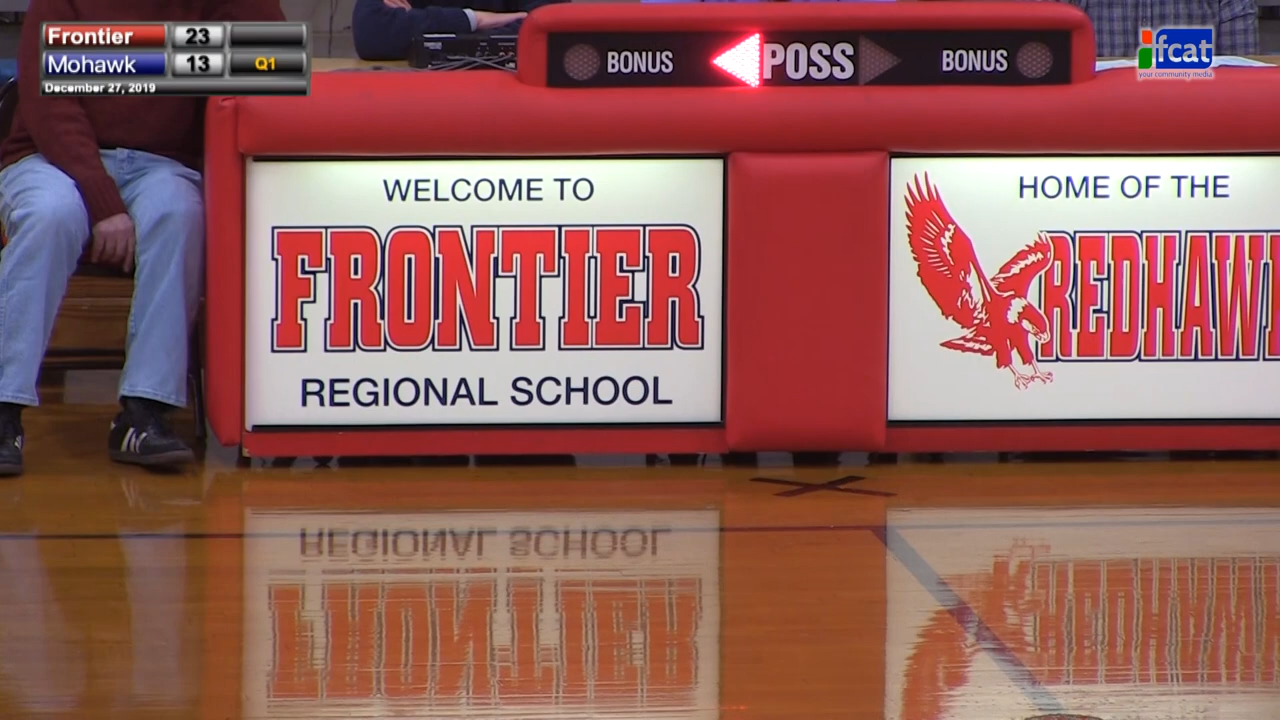 Frontier 23
Mohawk 13 Q1
December 27, 2019
BONUS POSS BONUS
fcat
your community media
WELCOME TO
FRONTIER
REGIONAL SCHOOL
HOME OF THE
REDHAW